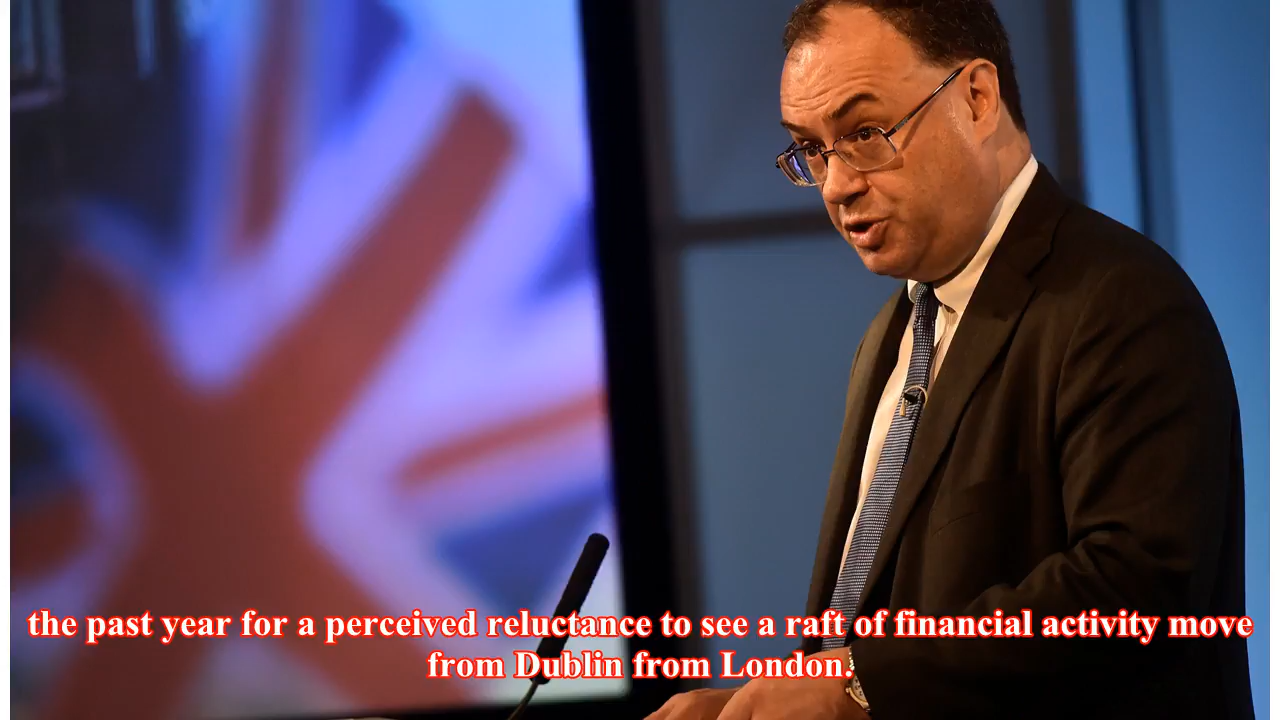 the past year for a perceived reluctance to see a raft of financial activity move
from Dublin from London.